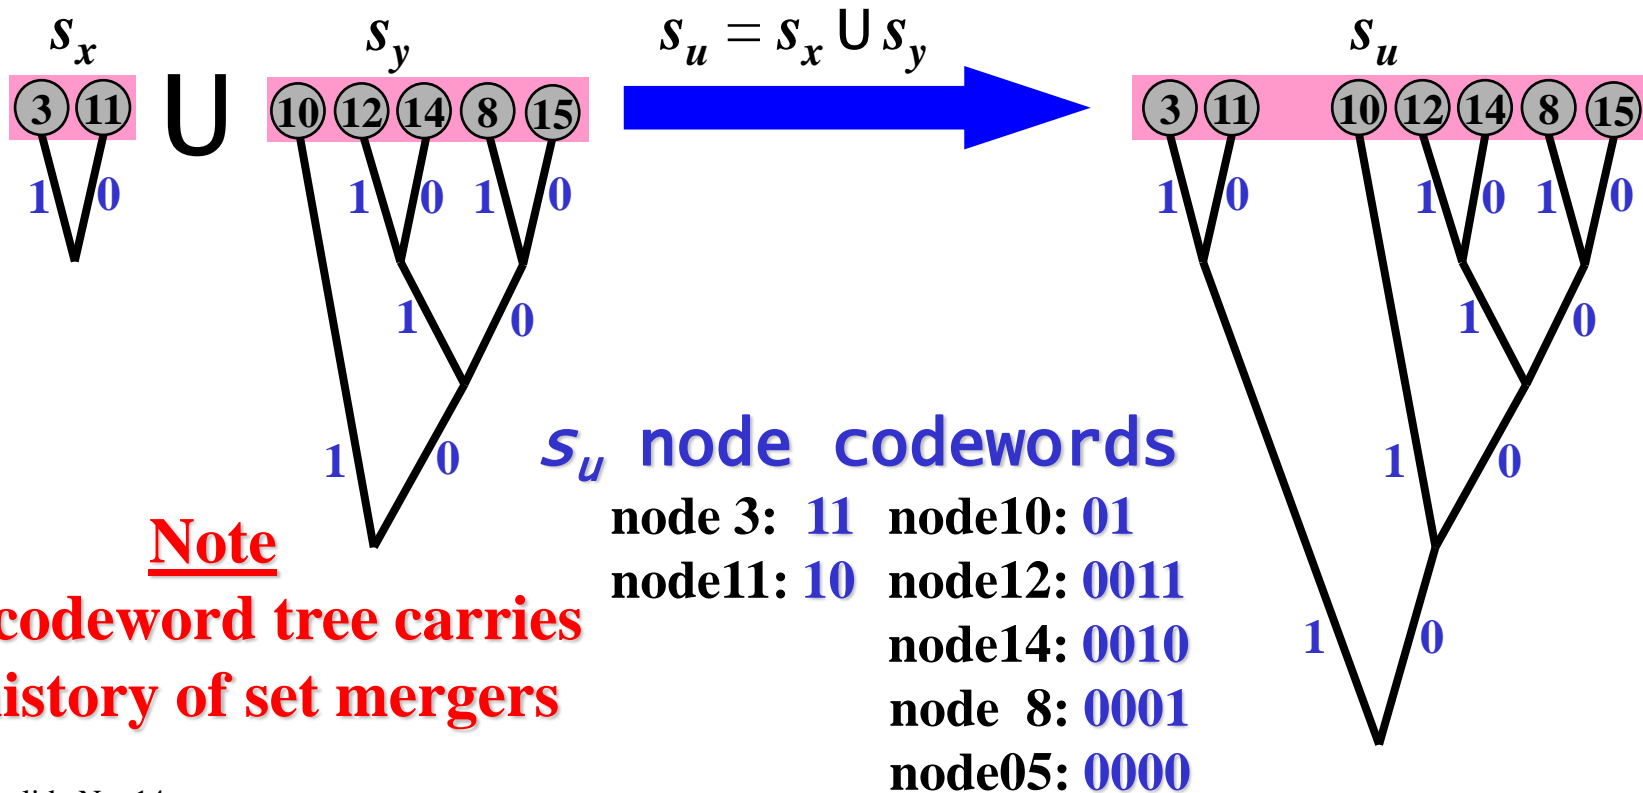 s_x s_y s_u = s_x ∪ s_y s_u
3 11 ∪ 10 12 14 8 15 3 11 10 12 14 8 15
1 0 1 0 1 0 1 0 1 0 1 0
1 0 1 0
1 0 1 0
s_u node codewords
node 3: 11 node10: 01
node11: 10 node12: 0011
node14: 0010
node 8: 0001
node05: 0000
1 0
Note
codeword tree carries
history of set mergers